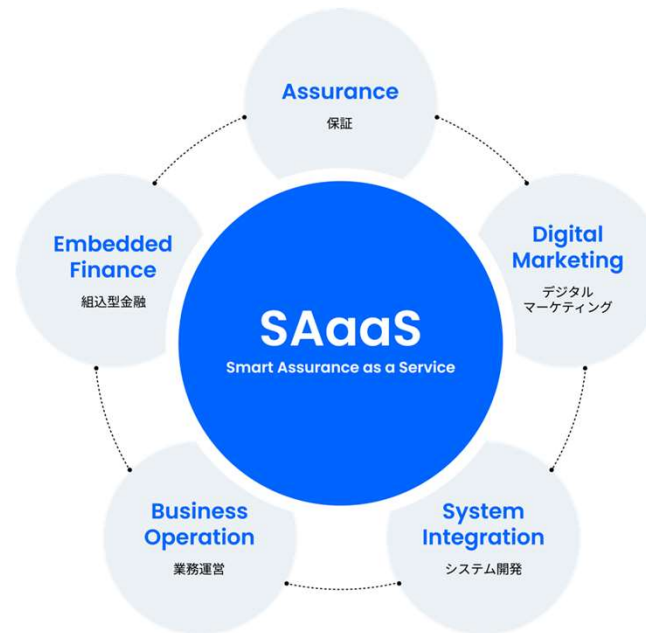 Assurance
保証
Embedded
Finance
組込型金融
Digital
Marketing
デジタル
マーケティング
SAaaS
Smart Assurance as a Service
Business
Operation
業務運営
System
Integration
システム開発